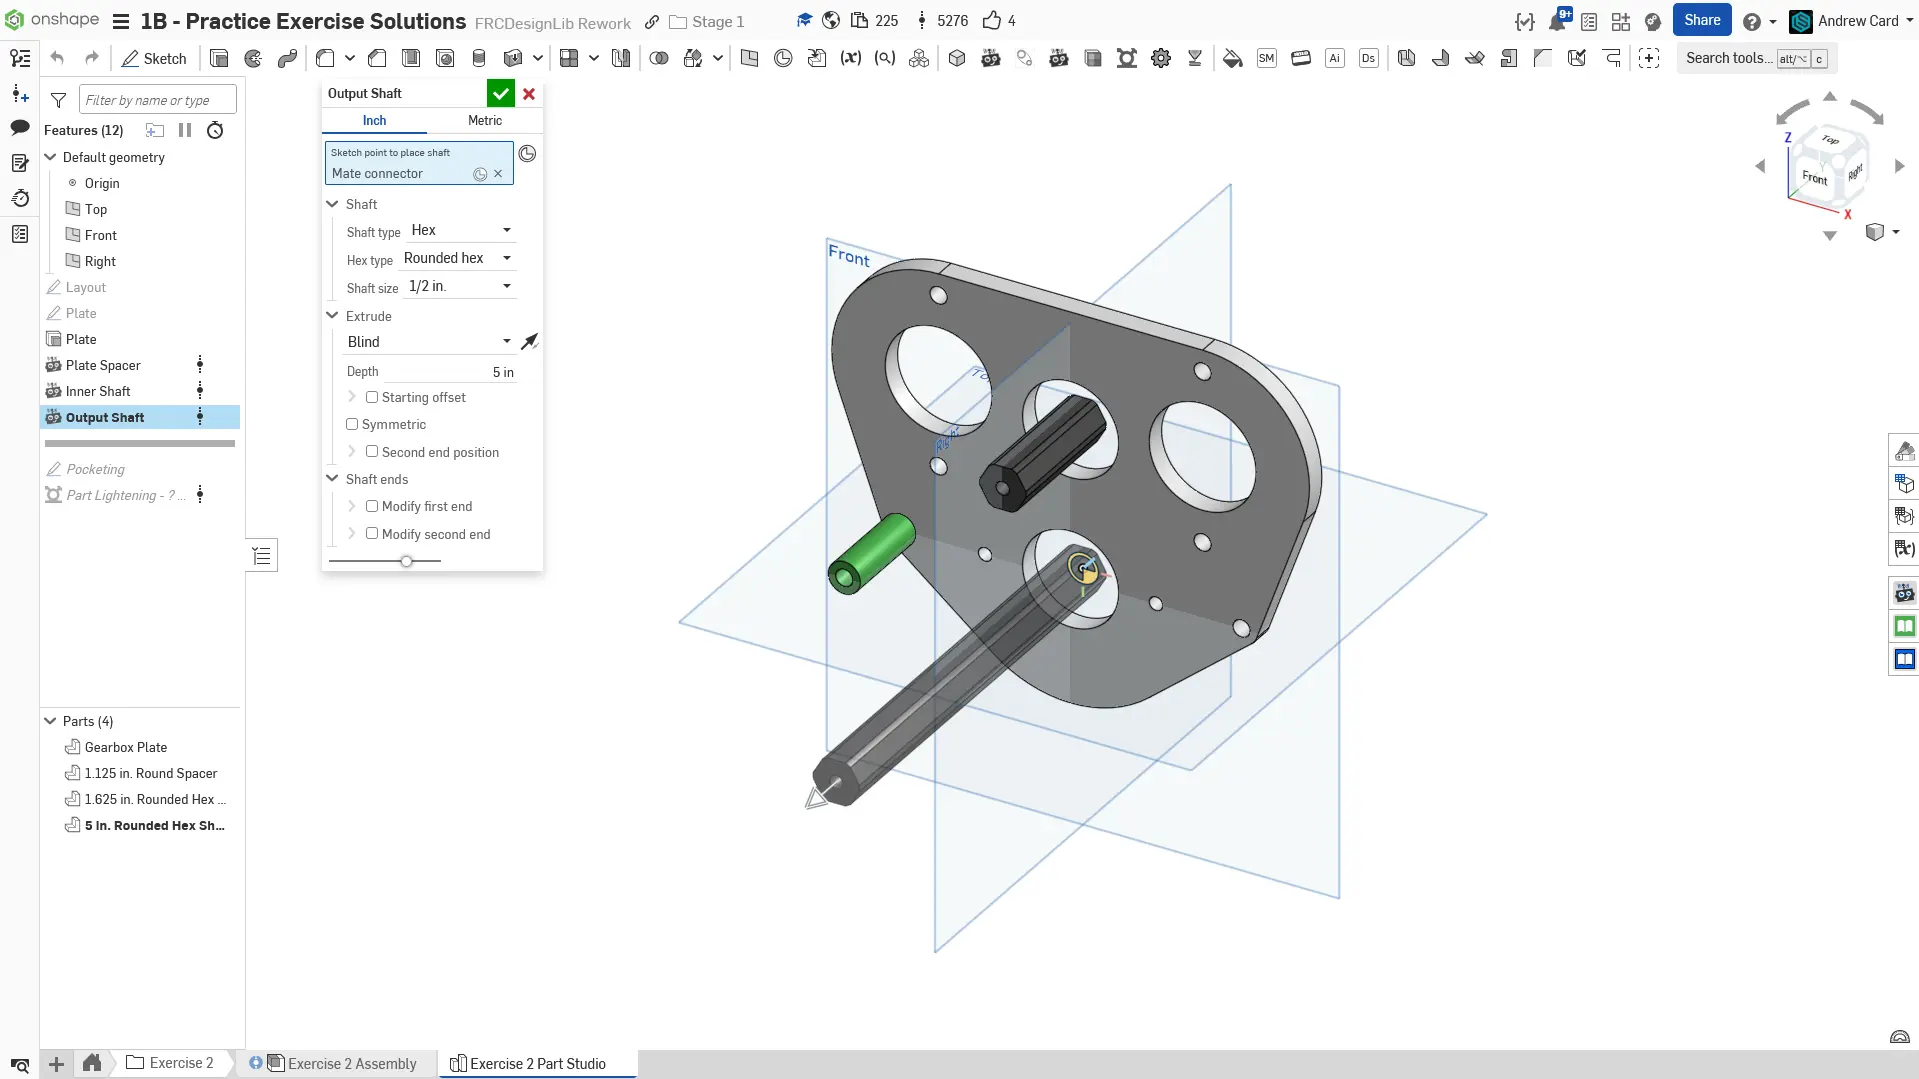 onshape 1B - Practice Exercise Solutions FRCDesignLib Rework Stage 1 225 5276 4 9+ Share Andrew Card
Sketch SM Ai Ds Search tools... alt/⌥ c
Filter by name or type
Features (12)
Default geometry
Origin
Top
Front
Right
Layout
Plate
Plate
Plate Spacer
Inner Shaft
Output Shaft
Pocketing
Part Lightening - ? ...
Parts (4)
Gearbox Plate
1.125 in. Round Spacer
1.625 in. Rounded Hex ...
5 in. Rounded Hex Sh...
Output Shaft
Inch Metric
Sketch point to place shaft
Mate connector
Shaft
Shaft type Hex
Hex type Rounded hex
Shaft size 1/2 in.
Extrude
Blind
Depth 5 in
Starting offset
Symmetric
Second end position
Shaft ends
Modify first end
Modify second end
Front
Top
Right
Z
Top
Y
Front
Right
X
Exercise 2 Exercise 2 Assembly Exercise 2 Part Studio